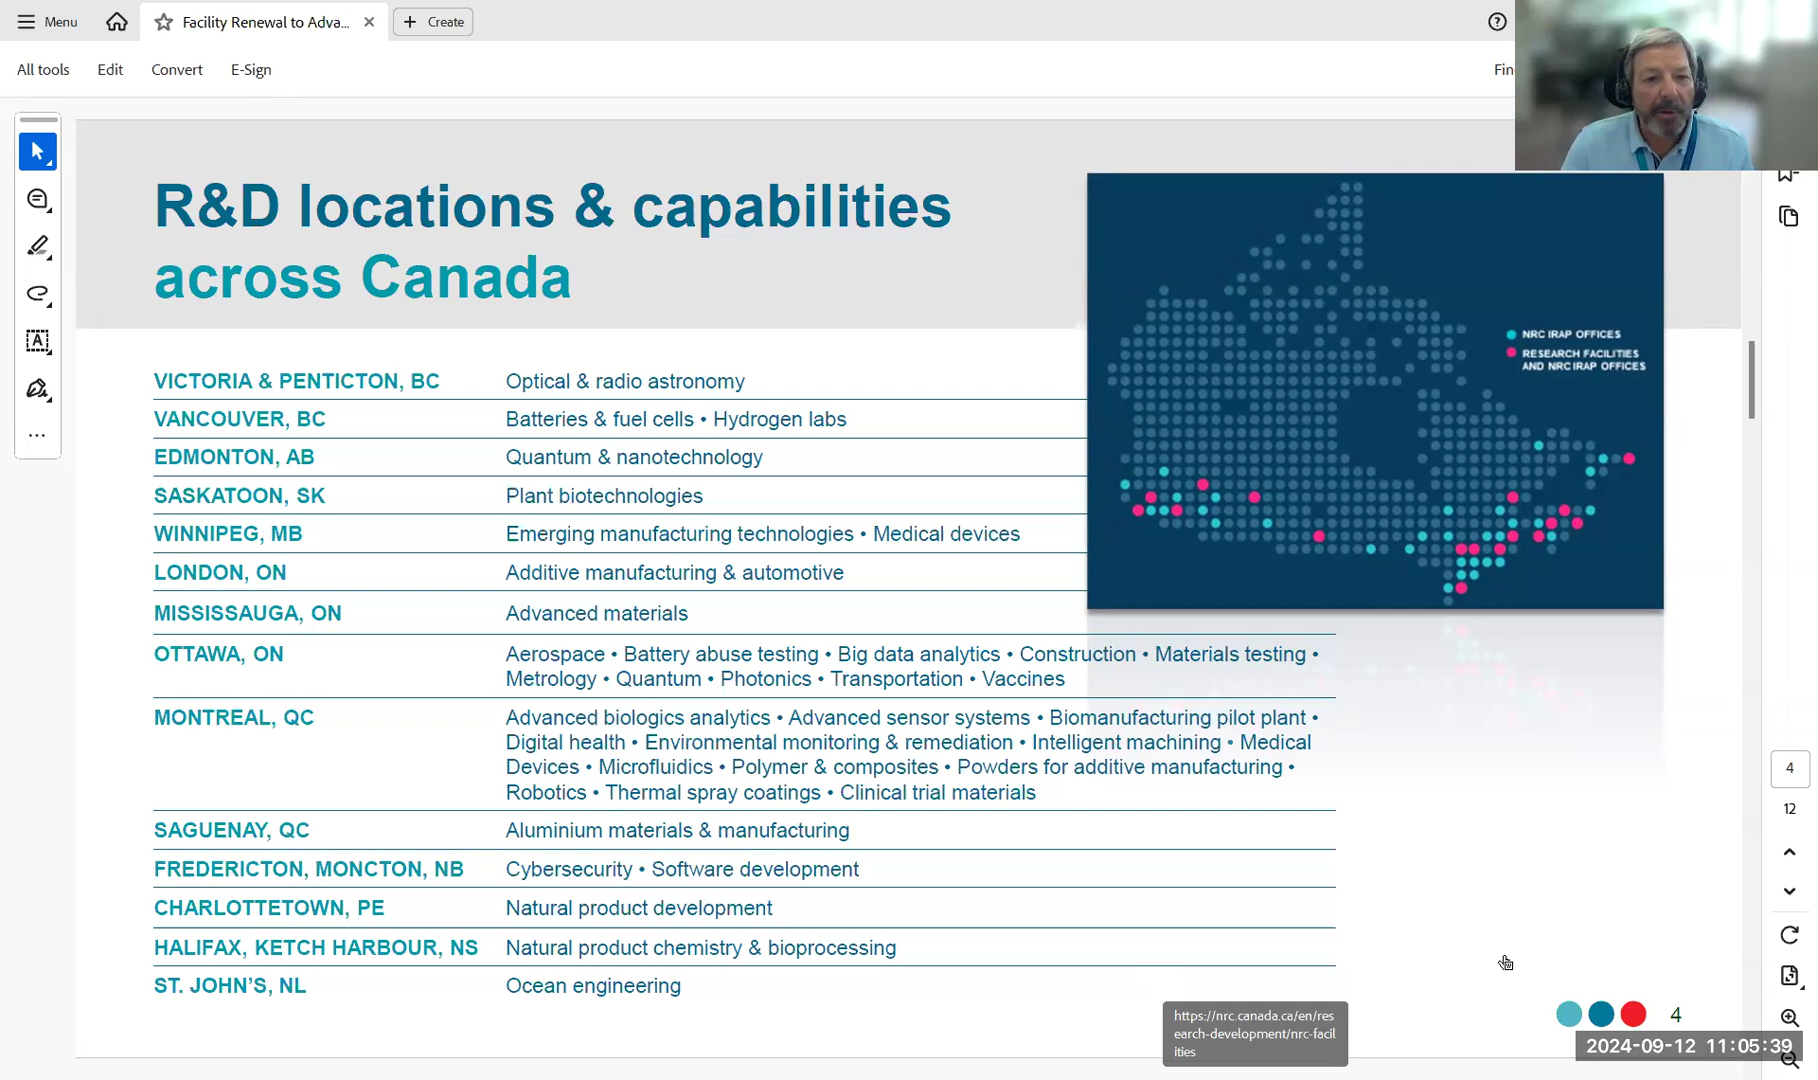 Menu
Facility Renewal to Adva...
Create
All tools
Edit
Convert
E-Sign
Fin
R&D locations & capabilities
across Canada
NRC IRAP OFFICES
RESEARCH FACILITIES
AND NRC IRAP OFFICES
VICTORIA & PENTICTON, BC Optical & radio astronomy
VANCOUVER, BC Batteries & fuel cells • Hydrogen labs
EDMONTON, AB Quantum & nanotechnology
SASKATOON, SK Plant biotechnologies
WINNIPEG, MB Emerging manufacturing technologies • Medical devices
LONDON, ON Additive manufacturing & automotive
MISSISSAUGA, ON Advanced materials
OTTAWA, ON Aerospace • Battery abuse testing • Big data analytics • Construction • Materials testing •
Metrology • Quantum • Photonics • Transportation • Vaccines
MONTREAL, QC Advanced biologics analytics • Advanced sensor systems • Biomanufacturing pilot plant •
Digital health • Environmental monitoring & remediation • Intelligent machining • Medical
Devices • Microfluidics • Polymer & composites • Powders for additive manufacturing •
Robotics • Thermal spray coatings • Clinical trial materials
SAGUENAY, QC Aluminium materials & manufacturing
FREDERICTON, MONCTON, NB Cybersecurity • Software development
CHARLOTTETOWN, PE Natural product development
HALIFAX, KETCH HARBOUR, NS Natural product chemistry & bioprocessing
ST. JOHN'S, NL Ocean engineering
4
12
https://nrc.canada.ca/en/res
earch-development/nrc-facil
ities
4
2024-09-12 11:05:39